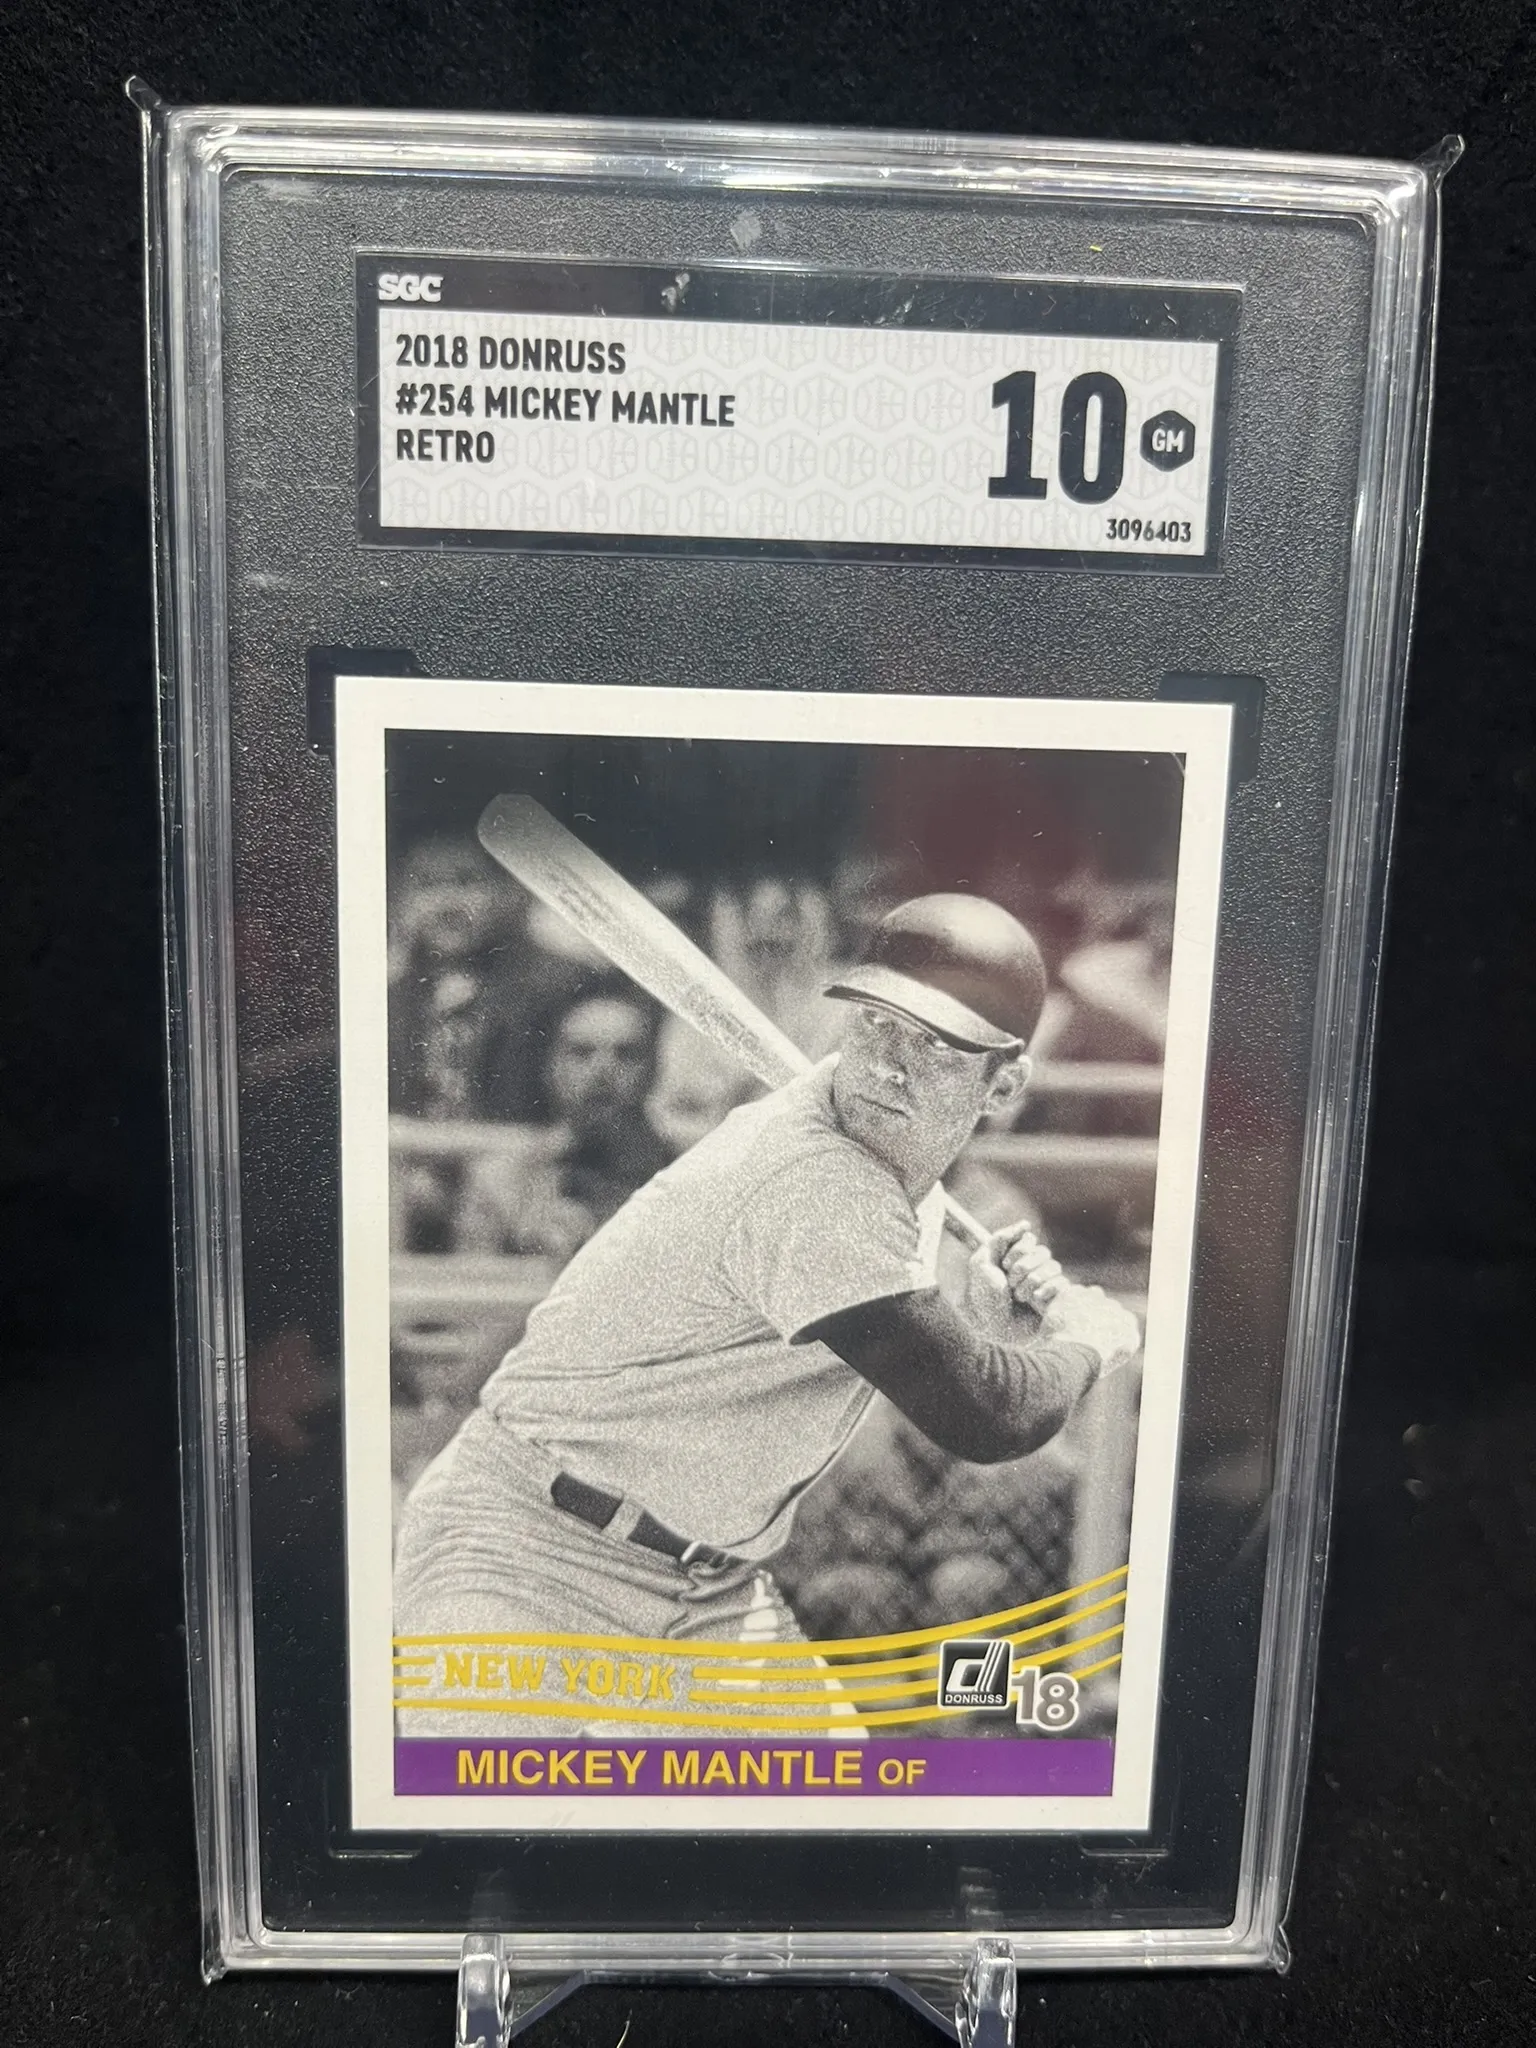 SGC
2018 DONRUSS
#254 MICKEY MANTLE
RETRO
10 GM
3096403
NEW YORK
DONRUSS
18
MICKEY MANTLE OF